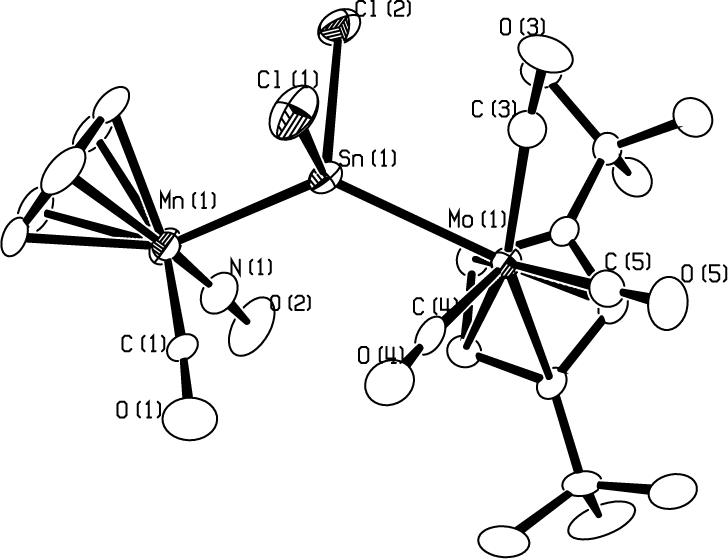 Cl(2)
O(3)
Cl(1)
C(3)
Sn(1)
Mn(1)
Mo(1)
N(1)
C(5)
O(5)
O(2)
C(4)
C(1)
O(4)
O(1)